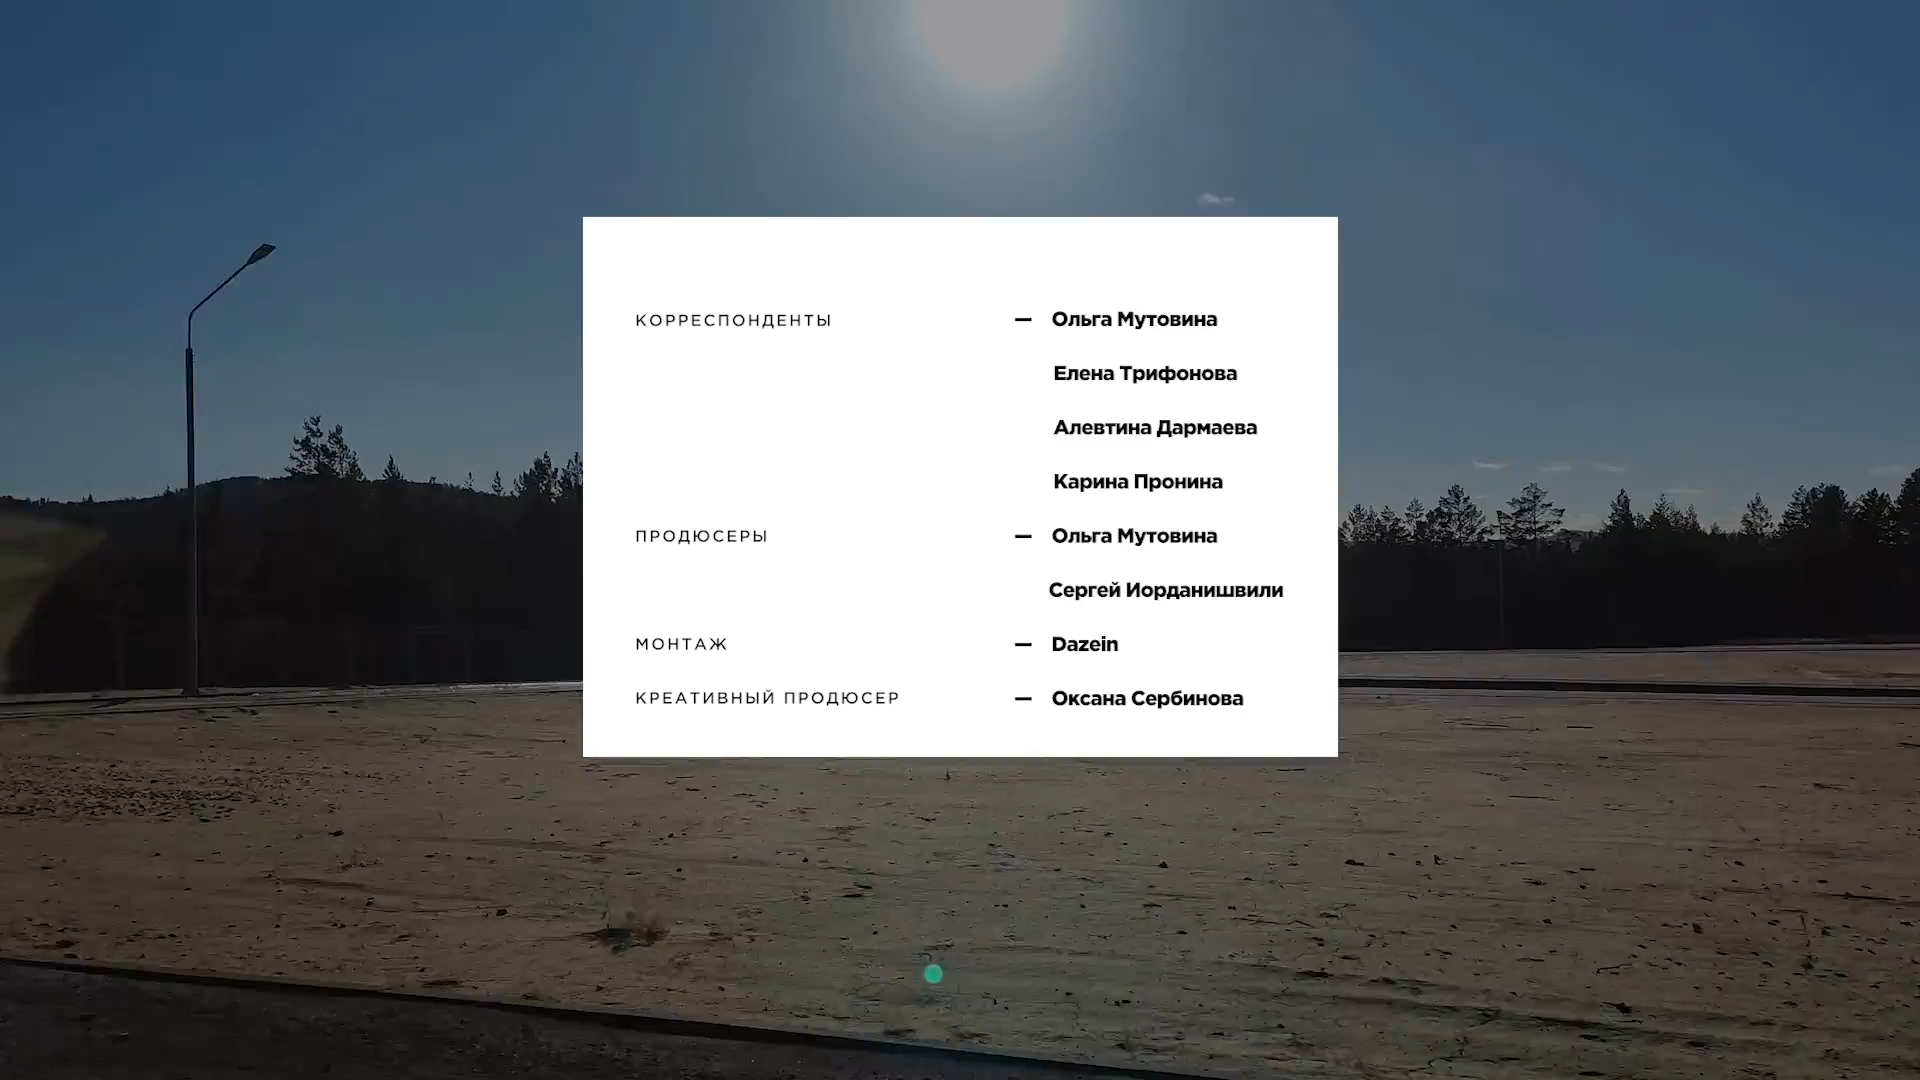 КОРРЕСПОНДЕНТЫ — Ольга Мутовина
Елена Трифонова
Алевтина Дармаева
Карина Пронина
ПРОДЮСЕРЫ — Ольга Мутовина
Сергей Иорданишвили
МОНТАЖ — Dazein
КРЕАТИВНЫЙ ПРОДЮСЕР — Оксана Сербинова